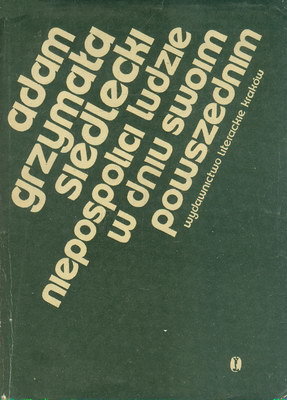 adam
grzymała
siedlecki
niepospolici ludzie
w dniu swoim
powszednim
wydawnictwo literackie kraków